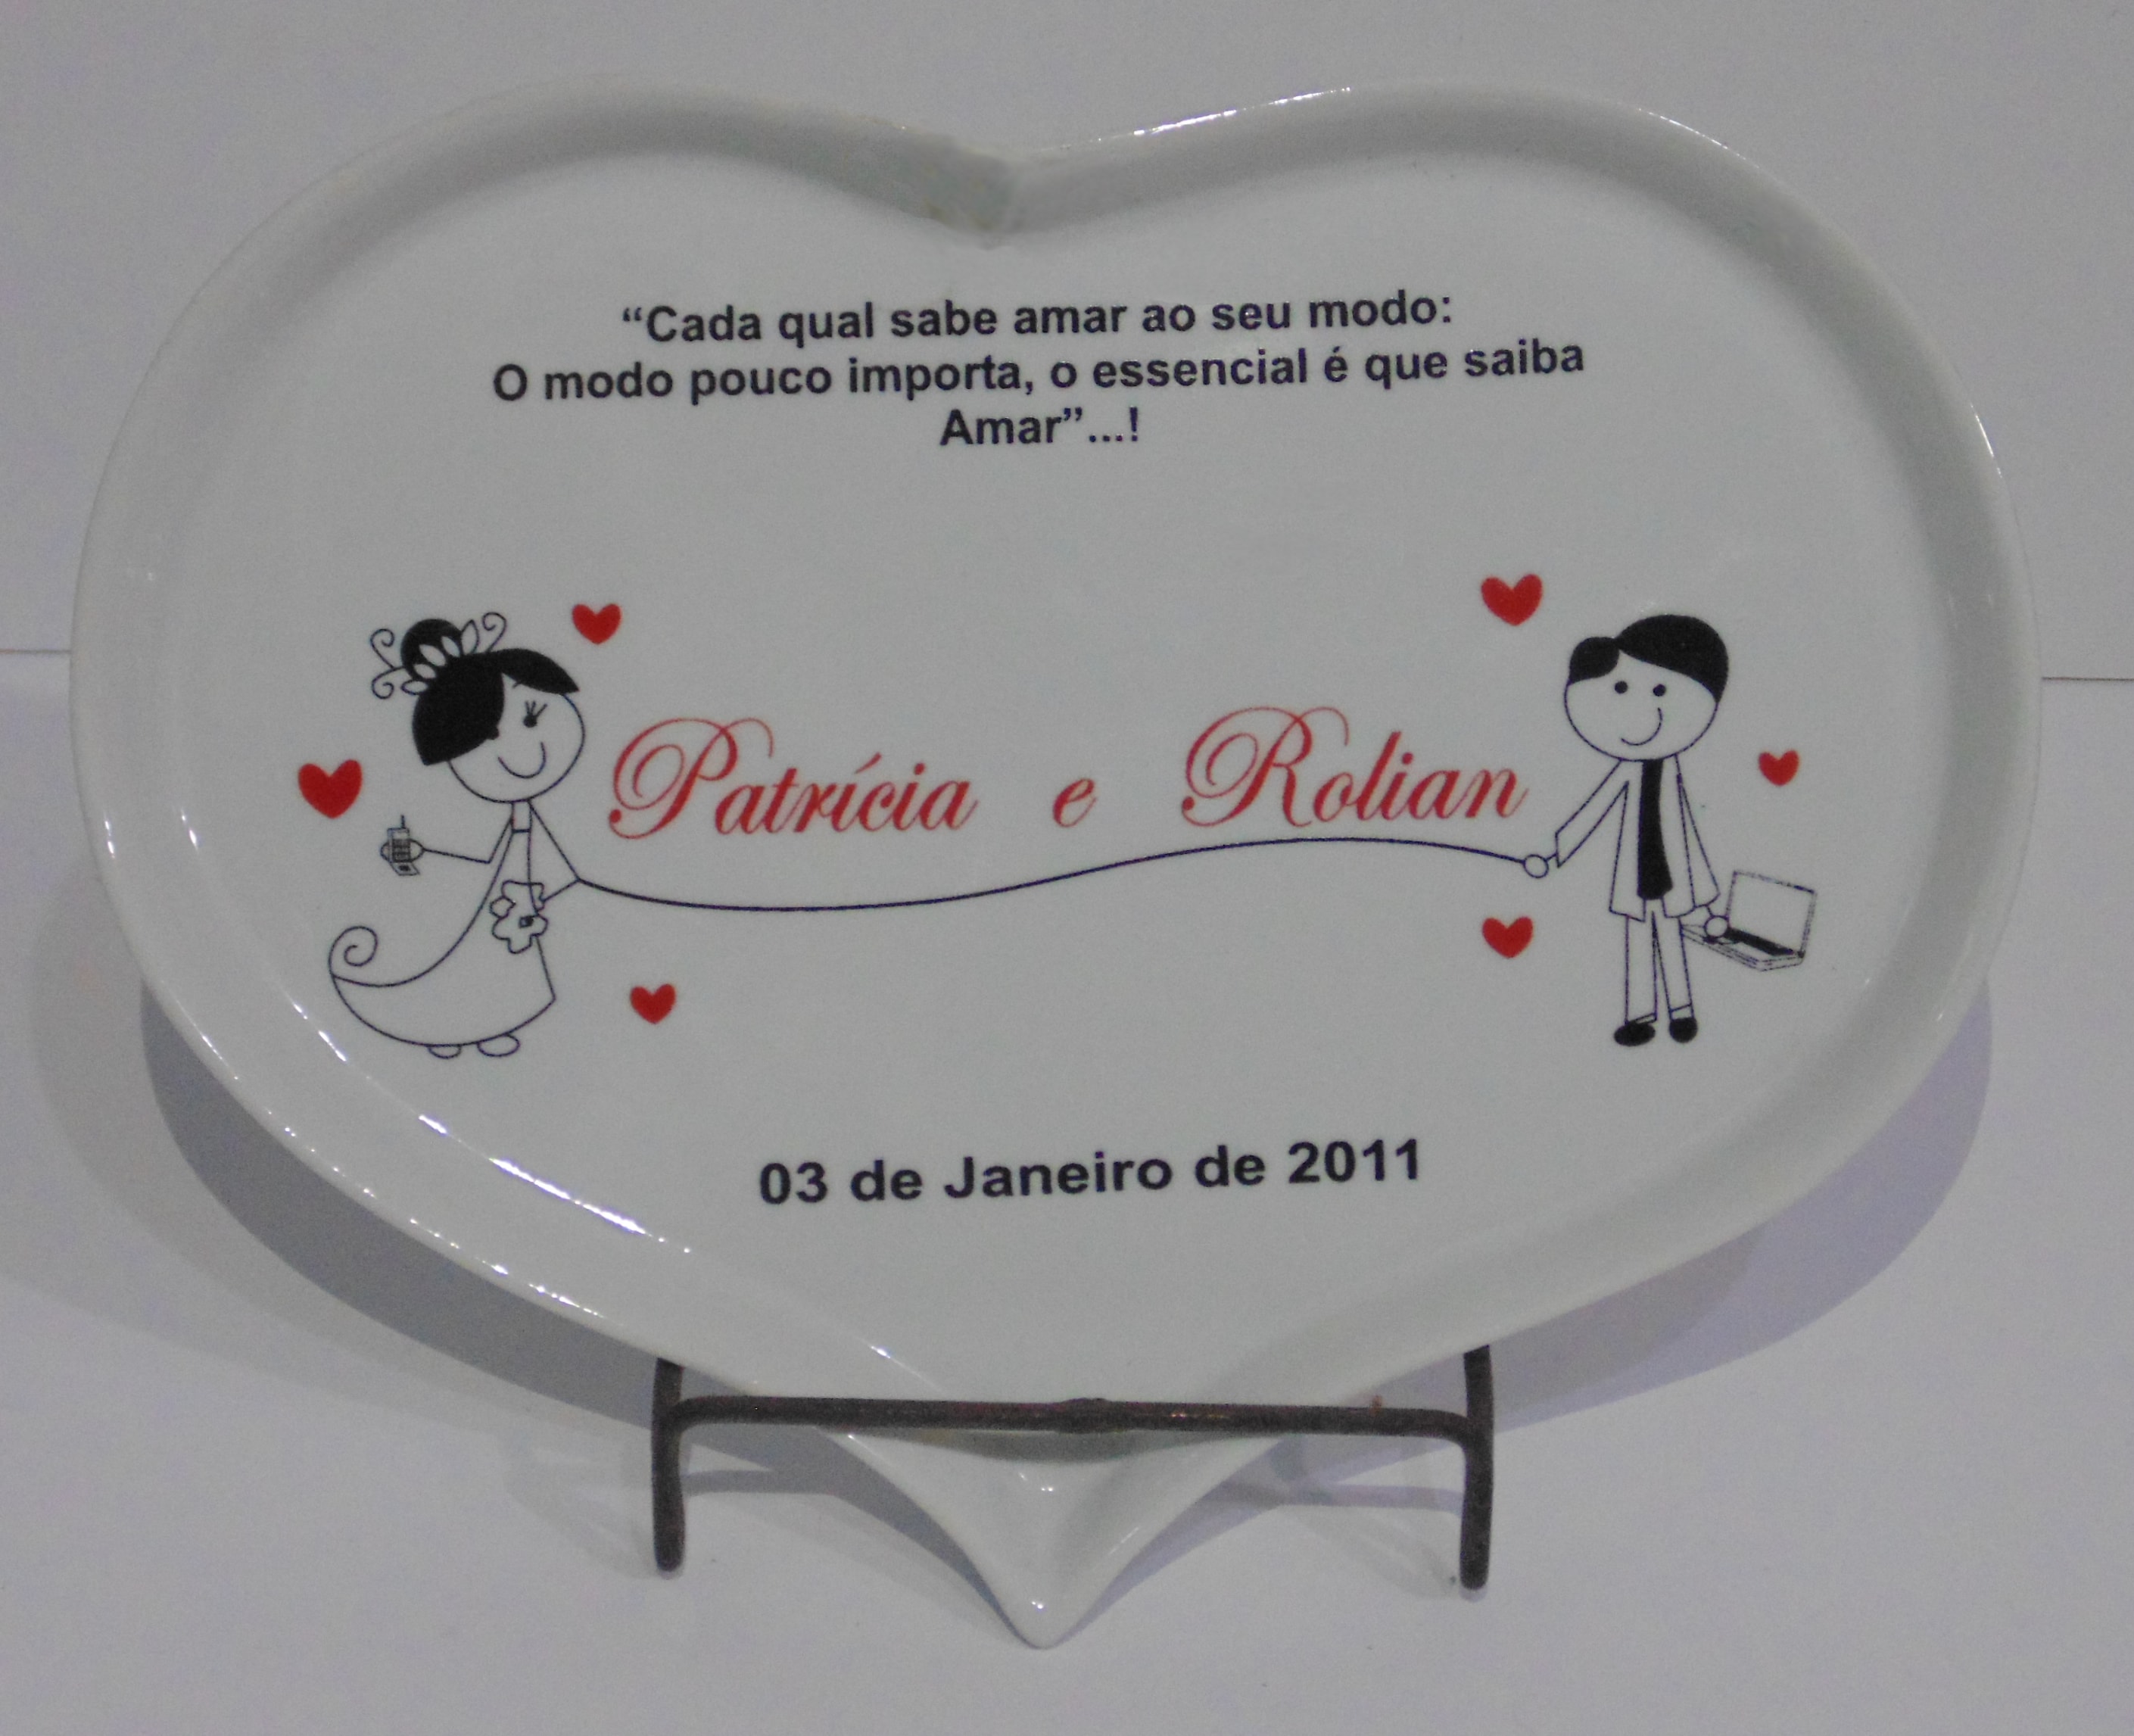 “Cada qual sabe amar ao seu modo:
O modo pouco importa, o essencial é que saiba
Amar”...!
Patrícia e Rolian
03 de Janeiro de 2011